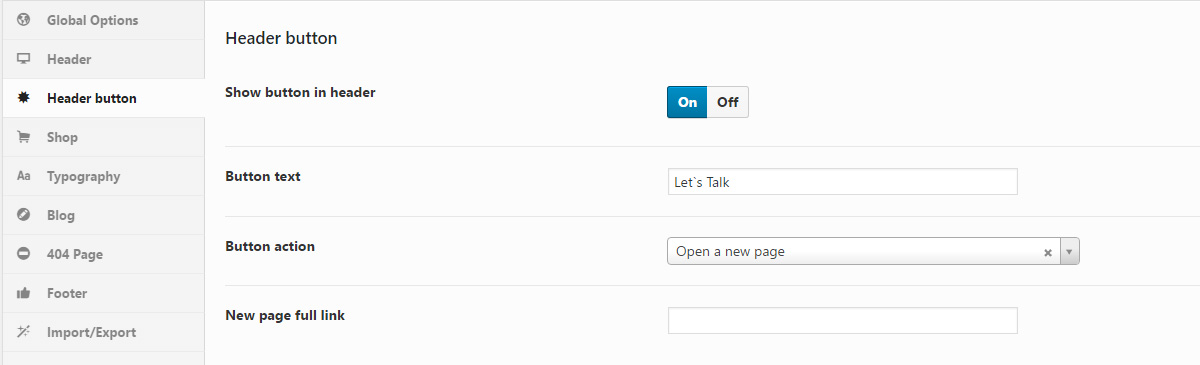 Global Options
Header
Header button
Shop
Aa Typography
Blog
404 Page
Footer
Import/Export
Header button
Show button in header
On Off
Button text
Let`s Talk
Button action
Open a new page
New page full link